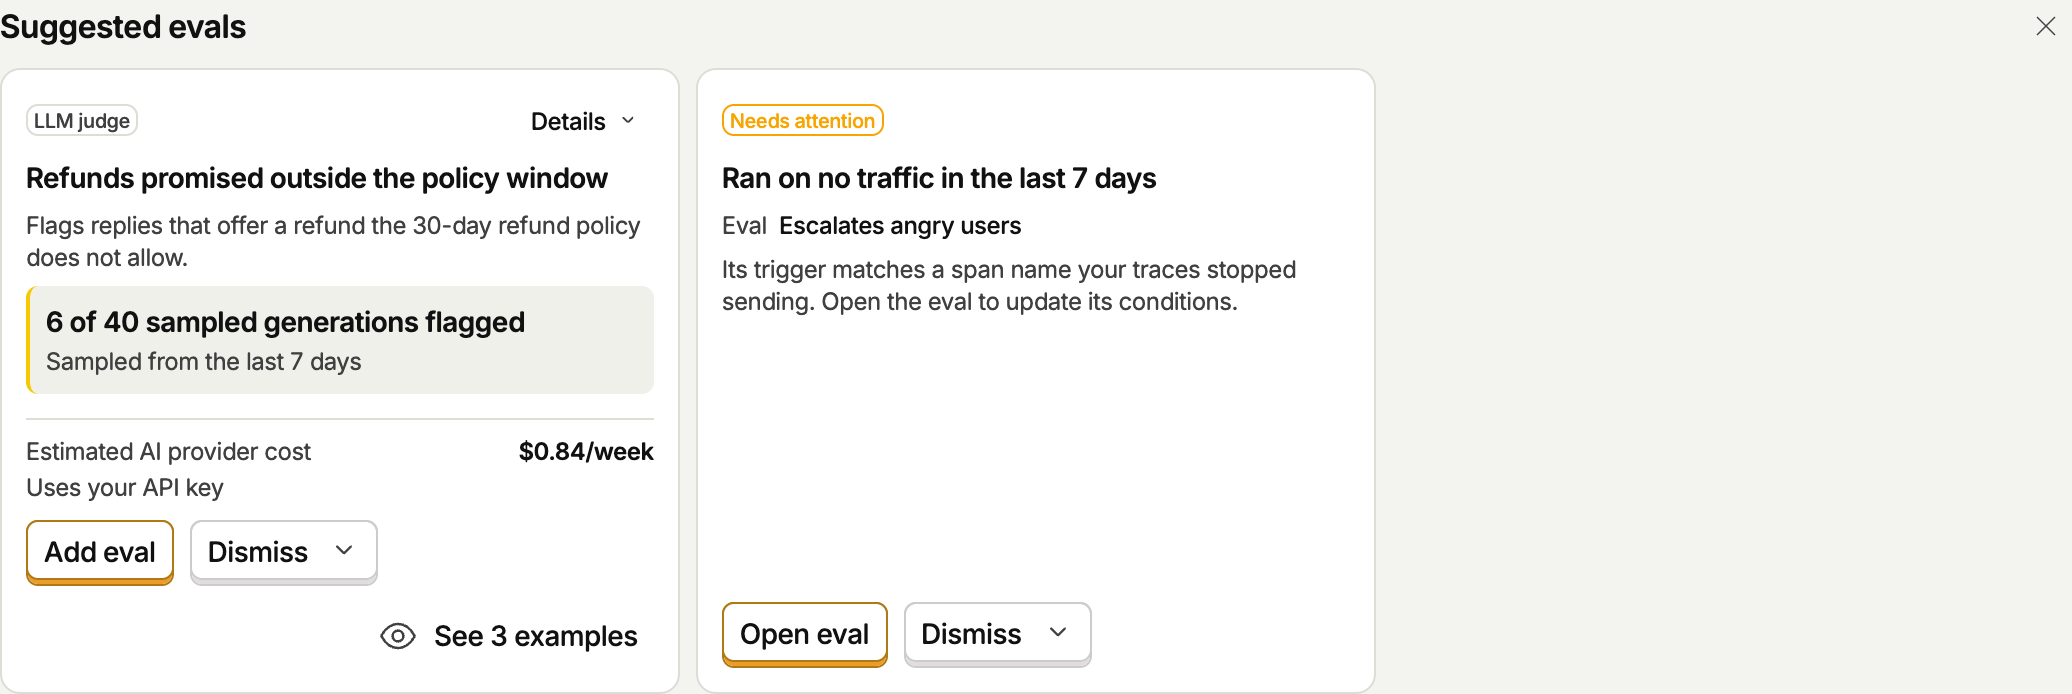 Suggested evals
LLM judge
Details
Refunds promised outside the policy window
Flags replies that offer a refund the 30-day refund policy
does not allow.
6 of 40 sampled generations flagged
Sampled from the last 7 days
Estimated AI provider cost
$0.84/week
Uses your API key
Add eval
Dismiss
See 3 examples
Needs attention
Ran on no traffic in the last 7 days
Eval Escalates angry users
Its trigger matches a span name your traces stopped
sending. Open the eval to update its conditions.
Open eval
Dismiss